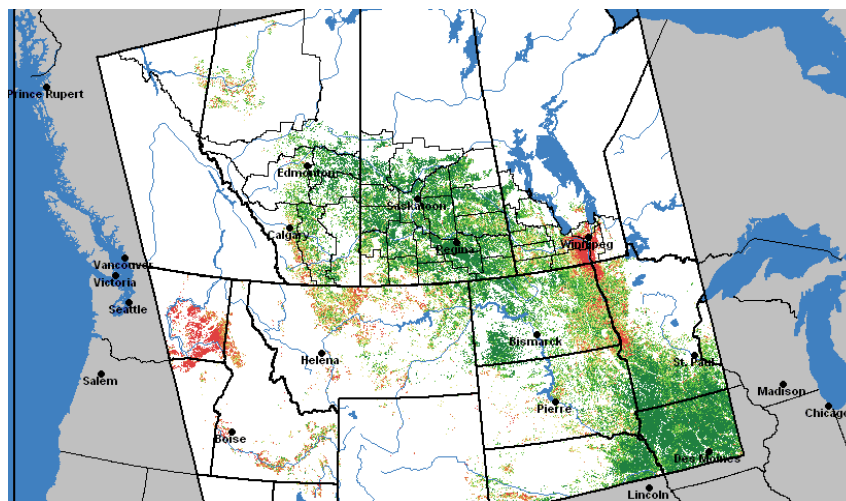 Prince Rupert
Edmonton
Saskatoon
Calgary
Regina
Winnipeg
Vancouver
Victoria
Seattle
Bismarck
Helena
St. Paul
Salem
Madison
Pierre
Chicago
Boise
Des Moines
Lincoln